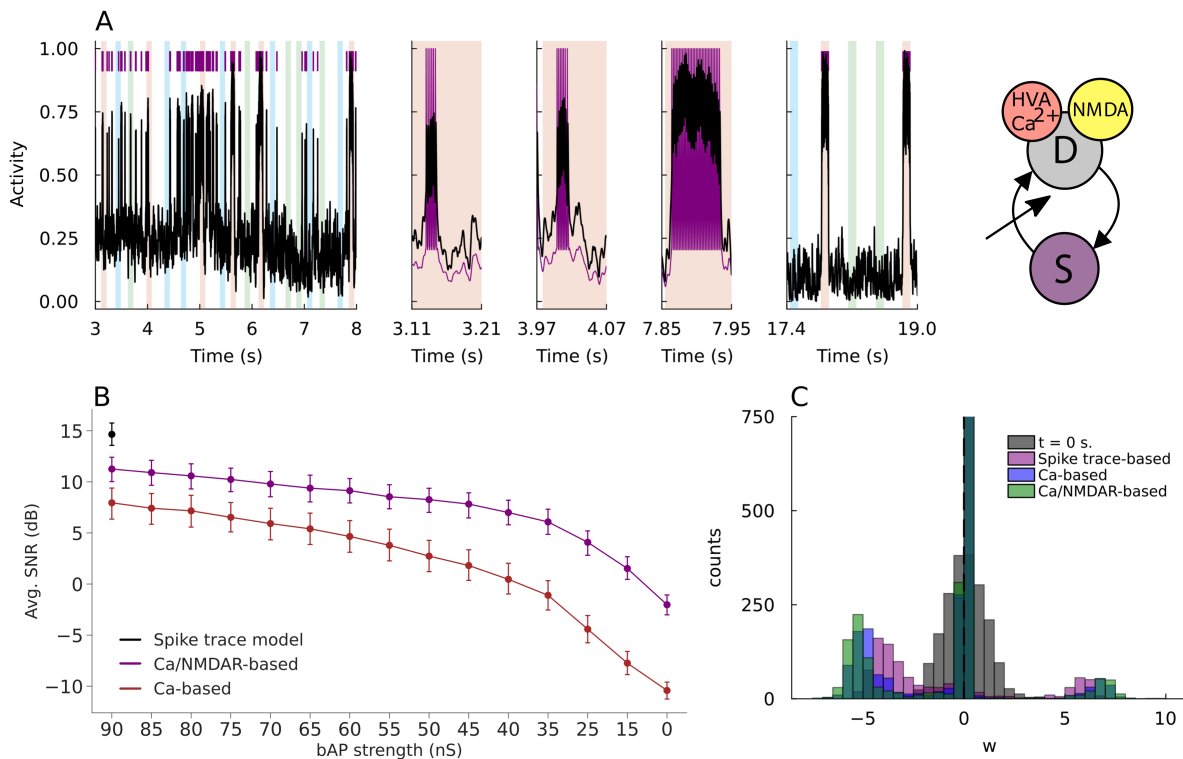 A
Activity
1.00
0.75
0.50
0.25
0.00
3 4 5 6 7 8
3.11 3.21
3.97 4.07
7.85 7.95
17.4 19.0
Time (s)
Time (s)
Time (s)
Time (s)
Time (s)
HVA
Ca2+
NMDA
D
S
B
Avg. SNR (dB)
15
10
5
0
−5
−10
Spike trace model
Ca/NMDAR-based
Ca-based
90 85 80 75 70 65 60 55 50 45 40 35 25 15 0
bAP strength (nS)
C
counts
750
500
250
0
t = 0 s.
Spike trace-based
Ca-based
Ca/NMDAR-based
−5 0 5 10
w